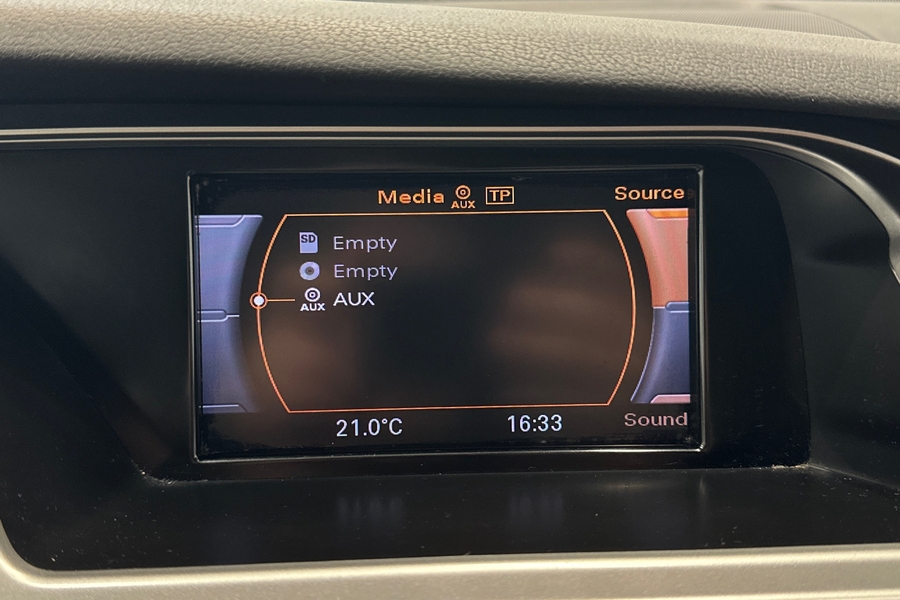 Media AUX TP Source
SD Empty
Empty
AUX AUX
21.0°C 16:33 Sound